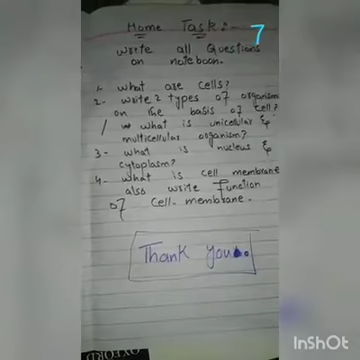 Home Task:- 7
write all Questions
on notebook.
1- What are cells?
2- write 2 types of organism
on the basis of cell?
/ what is unicellular &
multicellular organism?
3- what is nucleus &
cytoplasm?
4- what is cell membrane
also write Function
of cell-membrane.
Thank you.
OXFORD
InShOt